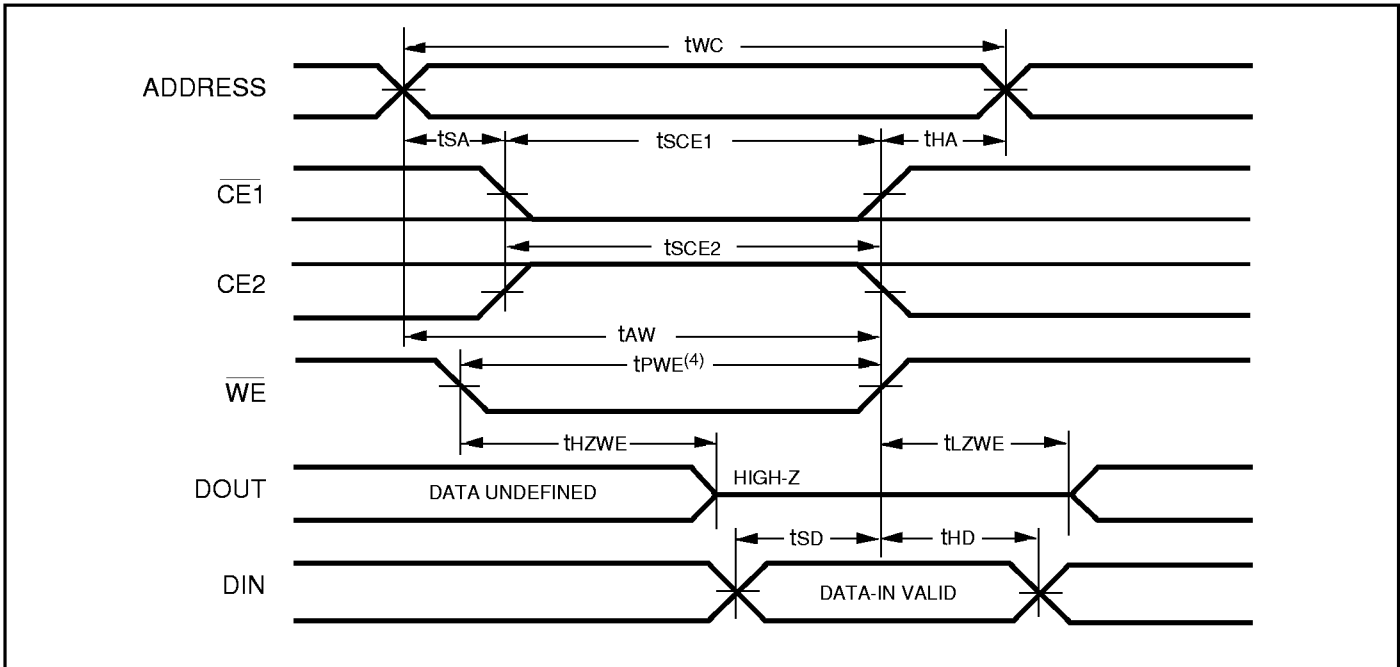 tWC
ADDRESS
tSA
tSCE1
tHA
CE1
tSCE2
CE2
tAW
tPWE(4)
WE
tHZWE
tLZWE
DOUT
DATA UNDEFINED
HIGH-Z
tSD
tHD
DIN
DATA-IN VALID